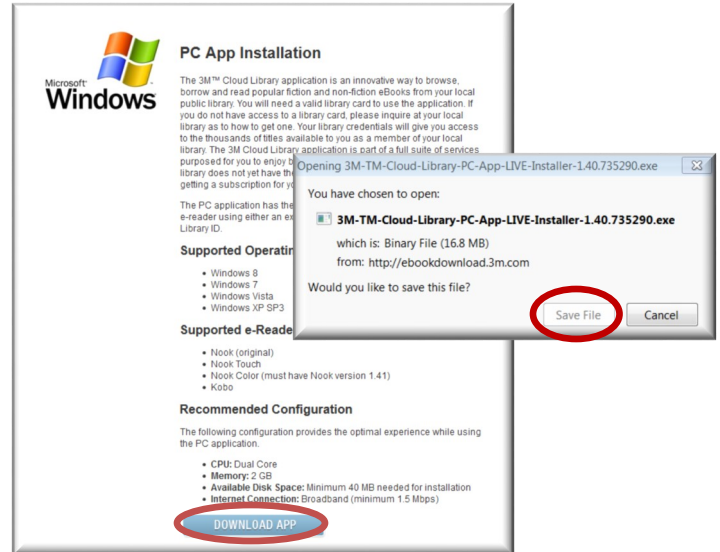 Microsoft
Windows
PC App Installation
The 3M™ Cloud Library application is an innovative way to browse,
borrow and read popular fiction and non-fiction eBooks from your local
public library. You will need a valid library card to use the application. If
you do not have access to a library card, please inquire at your local
library as to how to get one. Your library credentials will give you access
to the thousands of titles available to you as a member of your local
library. The 3M Cloud Library application is part of a full suite of services
purposed for you to enjoy b
library does not yet have the
getting a subscription for yo
The PC application has the
e-reader using either an ex
Library ID.
Supported Operatin
• Windows 8
• Windows 7
• Windows Vista
• Windows XP SP3
Supported e-Reade
• Nook (original)
• Nook Touch
• Nook Color (must have Nook version 1.41)
• Kobo
Recommended Configuration
The following configuration provides the optimal experience while using
the PC application.
• CPU: Dual Core
• Memory: 2 GB
• Available Disk Space: Minimum 40 MB needed for installation
• Internet Connection: Broadband (minimum 1.5 Mbps)
DOWNLOAD APP
Opening 3M-TM-Cloud-Library-PC-App-LIVE-Installer-1.40.735290.exe
You have chosen to open:
3M-TM-Cloud-Library-PC-App-LIVE-Installer-1.40.735290.exe
which is: Binary File (16.8 MB)
from: http://ebookdownload.3m.com
Would you like to save this file?
Save File
Cancel